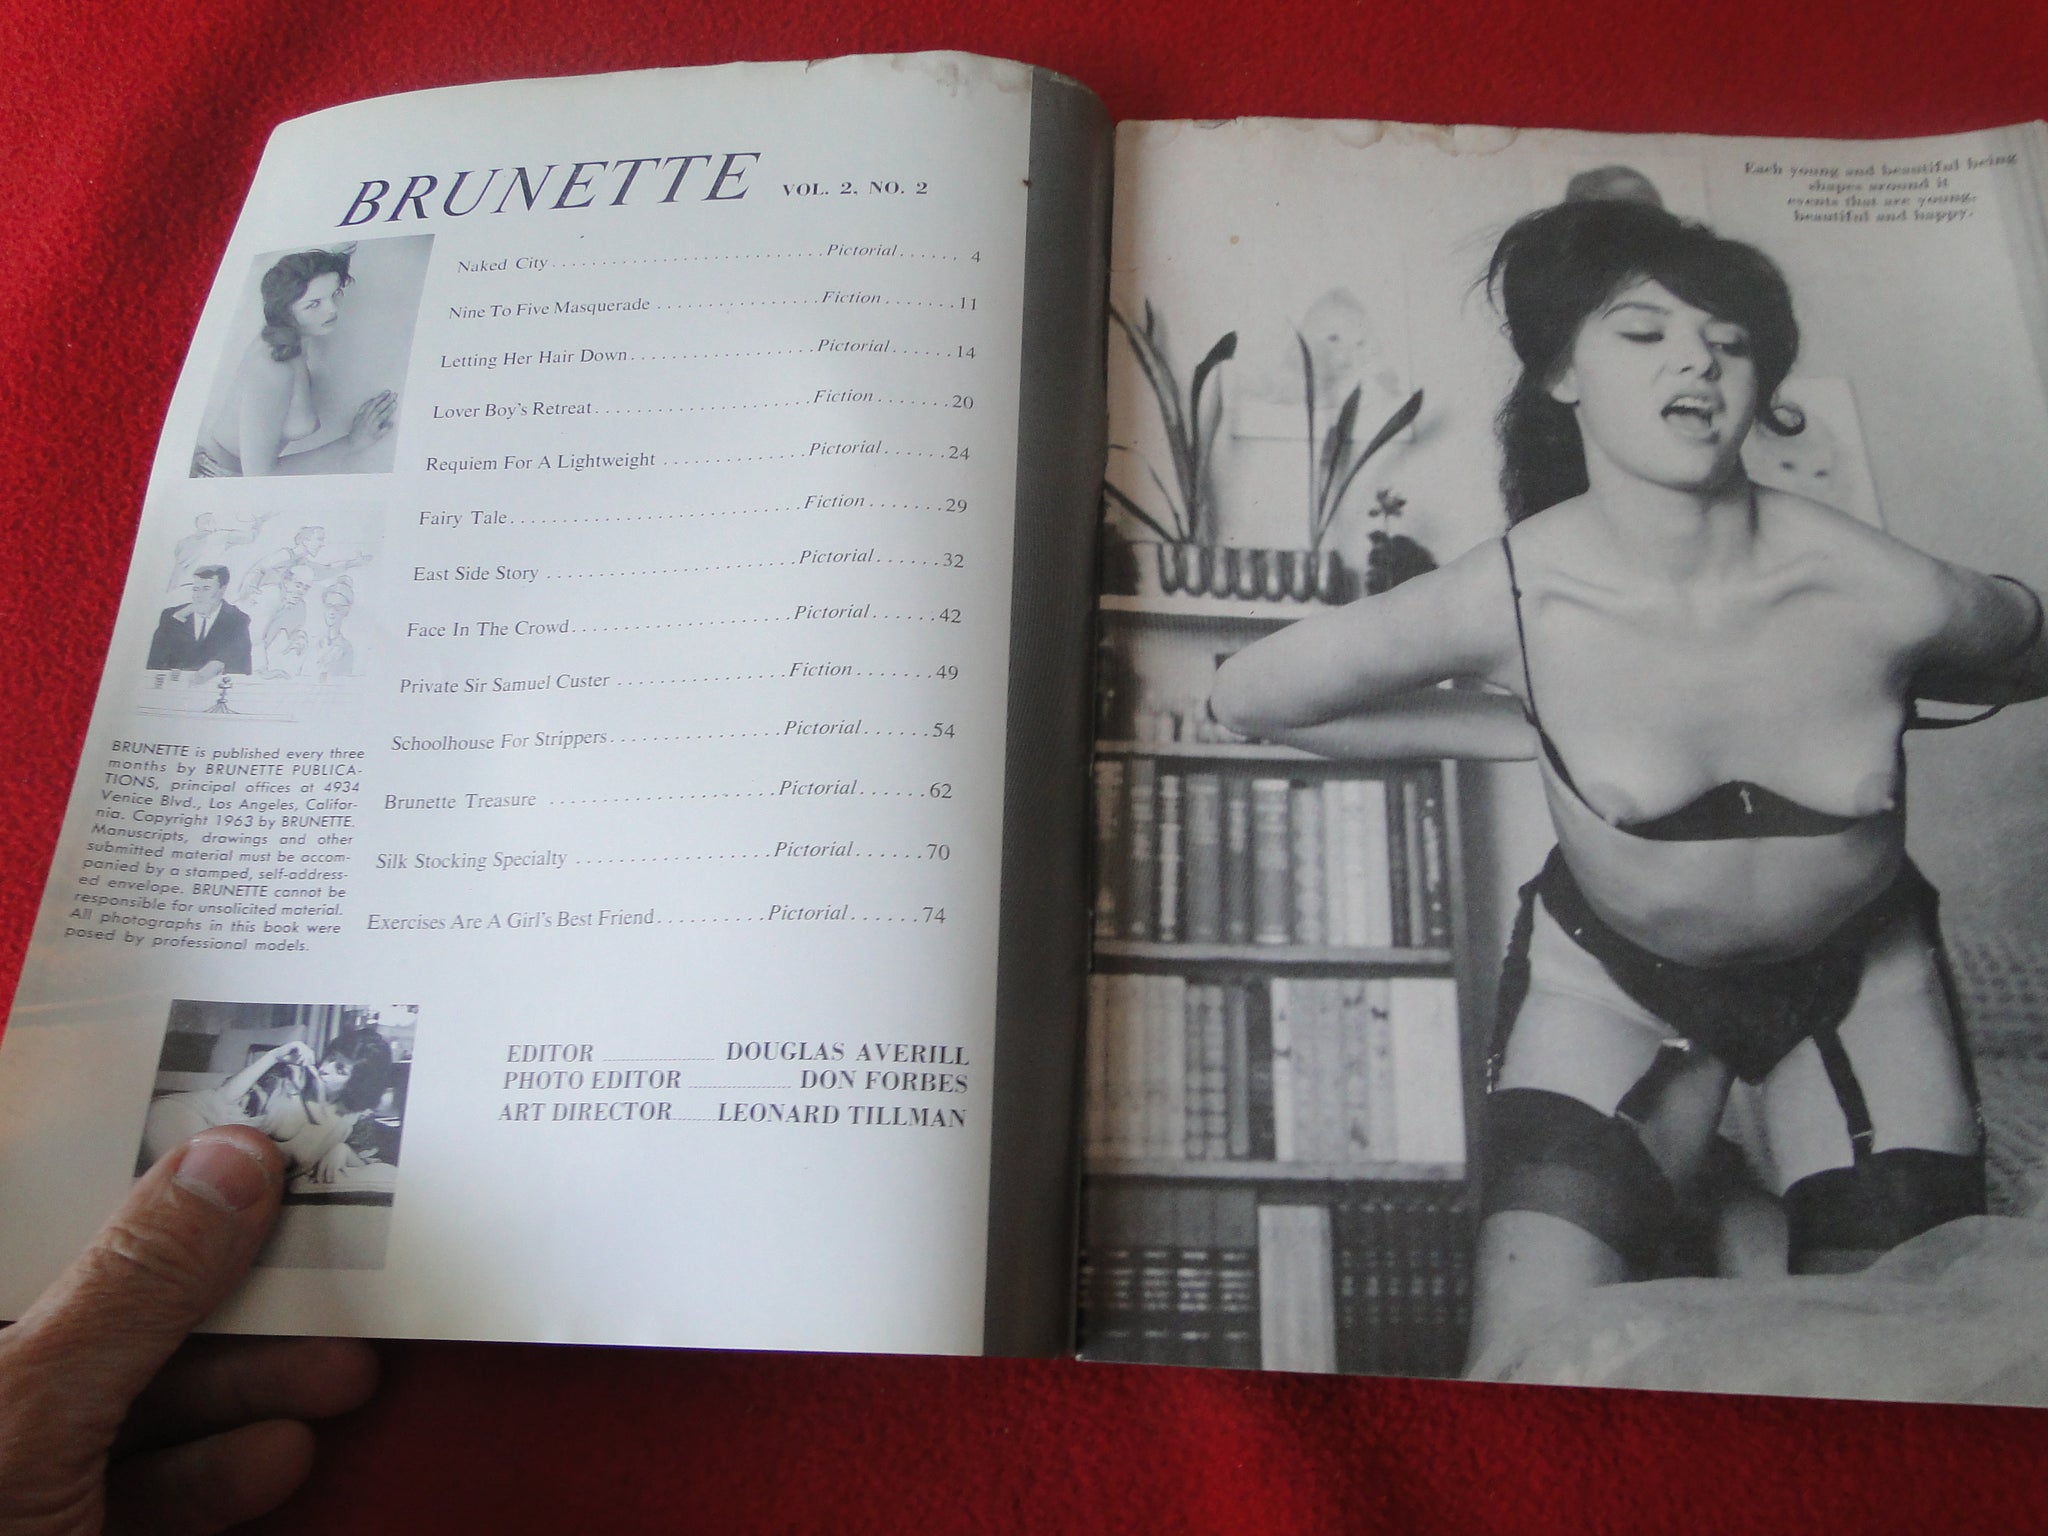 BRUNETTE VOL. 2, NO. 2
Naked City Pictorial 4
Nine To Five Masquerade Fiction 11
Letting Her Hair Down Pictorial 14
Lover Boy's Retreat Fiction 20
Requiem For A Lightweight Pictorial 24
Fairy Tale Fiction 29
East Side Story Pictorial 32
Face In The Crowd Pictorial 42
Private Sir Samuel Custer Fiction 49
Schoolhouse For Strippers Pictorial 54
Brunette Treasure Pictorial 62
Silk Stocking Specialty Pictorial 70
Exercises Are A Girl's Best Friend Pictorial 74
BRUNETTE is published every three
months by BRUNETTE PUBLICA-
TIONS, principal offices at 4934
Venice Blvd., Los Angeles, Califor-
nia. Copyright 1963 by BRUNETTE.
Manuscripts, drawings and other
submitted material must be accom-
panied by a stamped, self-address-
ed envelope. BRUNETTE cannot be
responsible for unsolicited material.
All photographs in this book were
posed by professional models.
EDITOR DOUGLAS AVERILL
PHOTO EDITOR DON FORBES
ART DIRECTOR LEONARD TILLMAN
Each young and beautiful being
shapes around it
events that are young,
beautiful and happy.